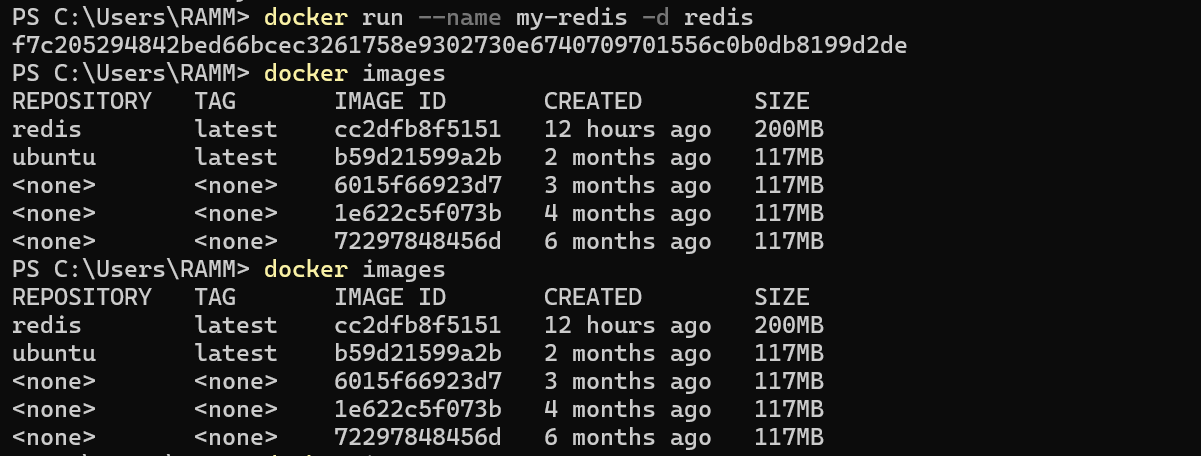 PS C:\Users\RAMM> docker run --name my-redis -d redis
f7c205294842bed66bcec3261758e9302730e6740709701556c0b0db8199d2de
PS C:\Users\RAMM> docker images
REPOSITORY   TAG       IMAGE ID       CREATED        SIZE
redis        latest    cc2dfb8f5151   12 hours ago   200MB
ubuntu       latest    b59d21599a2b   2 months ago   117MB
<none>       <none>    6015f66923d7   3 months ago   117MB
<none>       <none>    1e622c5f073b   4 months ago   117MB
<none>       <none>    72297848456d   6 months ago   117MB
PS C:\Users\RAMM> docker images
REPOSITORY   TAG       IMAGE ID       CREATED        SIZE
redis        latest    cc2dfb8f5151   12 hours ago   200MB
ubuntu       latest    b59d21599a2b   2 months ago   117MB
<none>       <none>    6015f66923d7   3 months ago   117MB
<none>       <none>    1e622c5f073b   4 months ago   117MB
<none>       <none>    72297848456d   6 months ago   117MB